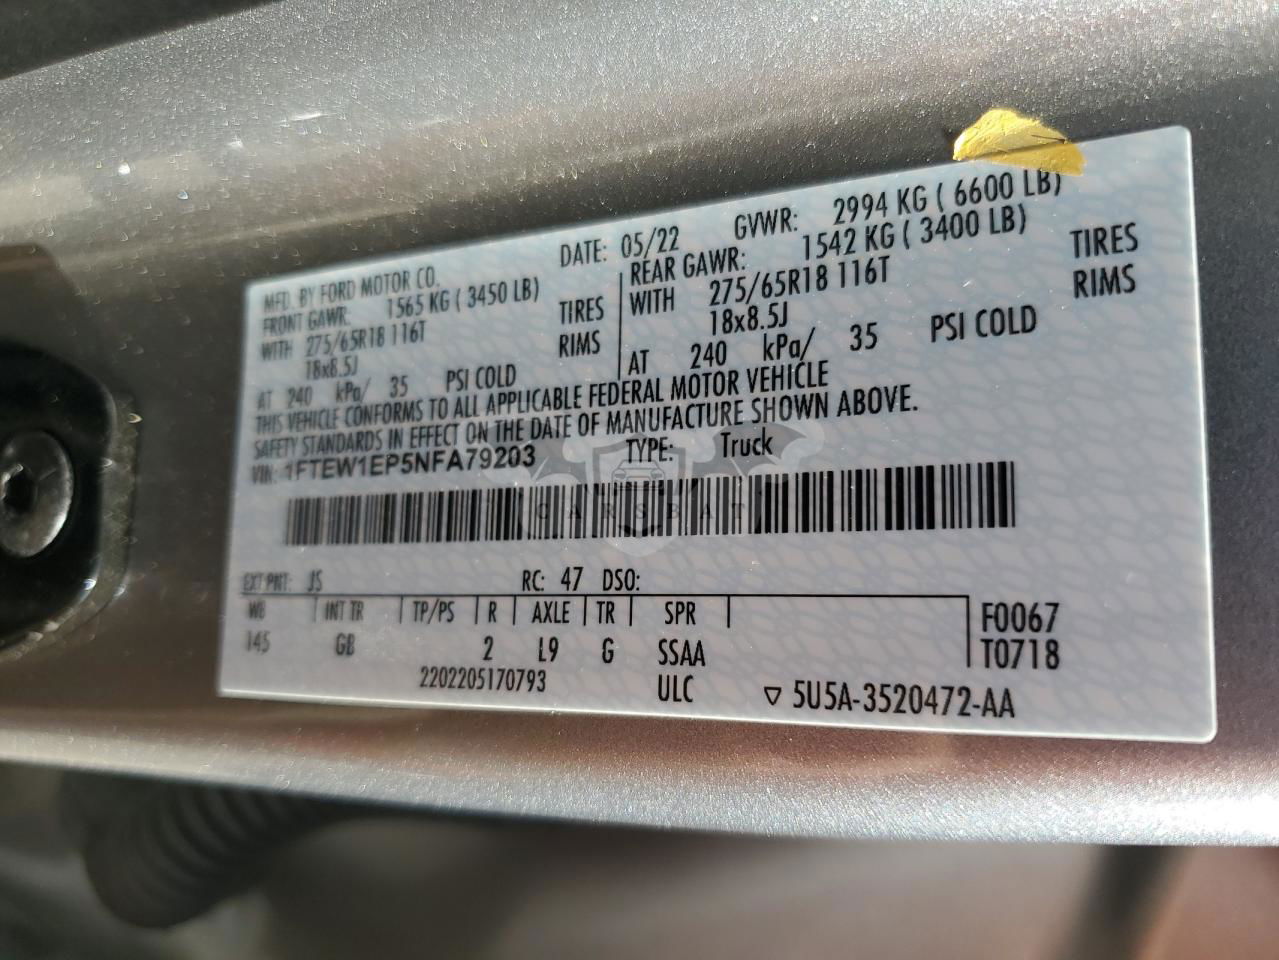 MFD. BY FORD MOTOR CO. DATE: 05/22 GVWR: 2994 KG ( 6600 LB)
FRONT GAWR: 1565 KG ( 3450 LB) REAR GAWR: 1542 KG ( 3400 LB)
WITH 275/65R18 116T TIRES WITH 275/65R18 116T TIRES
18x8.5J RIMS 18x8.5J RIMS
AT 240 kPa/ 35 PSI COLD AT 240 kPa/ 35 PSI COLD
THIS VEHICLE CONFORMS TO ALL APPLICABLE FEDERAL MOTOR VEHICLE
SAFETY STANDARDS IN EFFECT ON THE DATE OF MANUFACTURE SHOWN ABOVE.
VIN: 1FTEW1EP5NFA79203 TYPE: Truck
CARSBAT
EXT PNT: JS RC: 47 DSO:
WB INT TR TP/PS R AXLE TR SPR F0067
145 GB 2 L9 G SSAA T0718
2202205170793 ULC ▽ 5U5A-3520472-AA